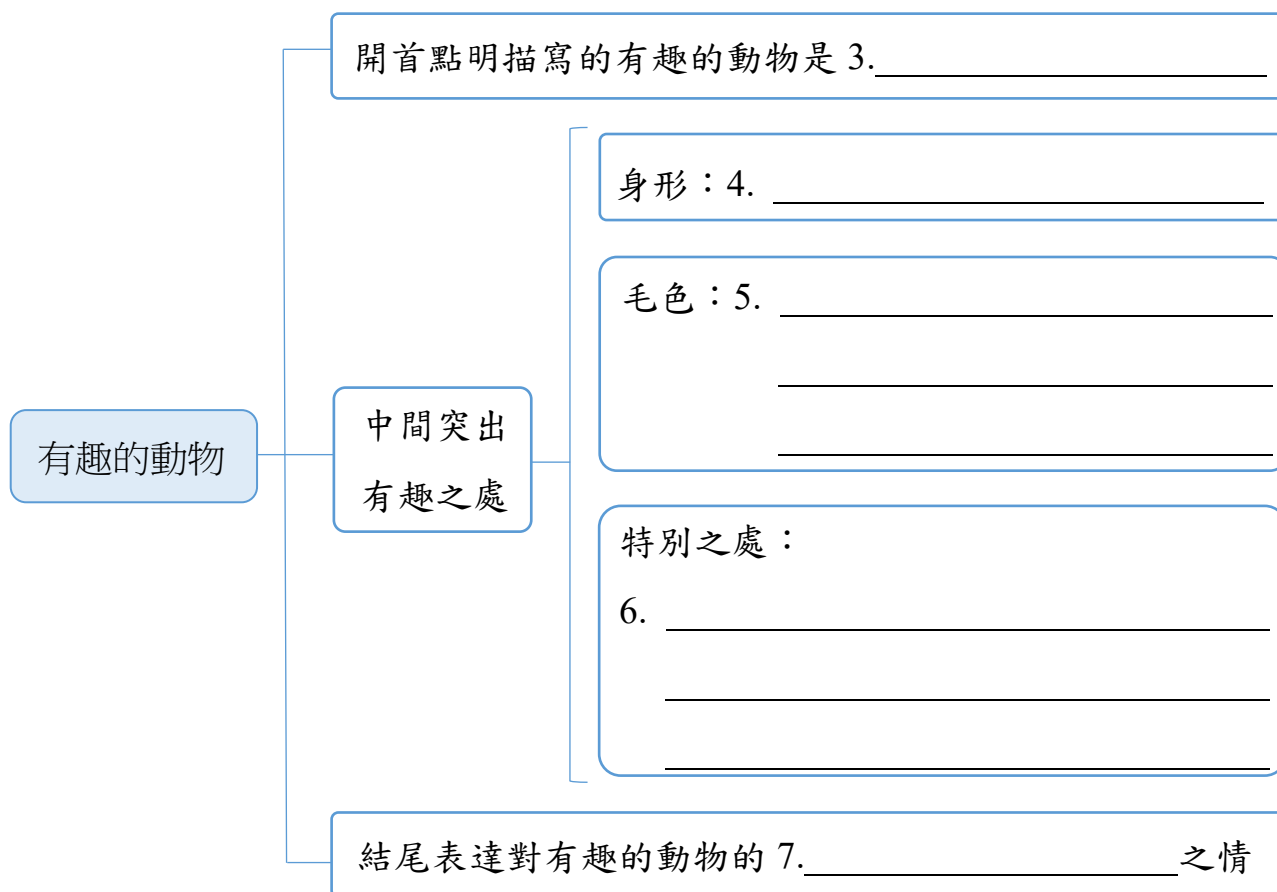 開首點明描寫的有趣的動物是 3.
身形：4.
毛色：5.
有趣的動物
中間突出
有趣之處
特別之處：
6.
結尾表達對有趣的動物的 7. 之情